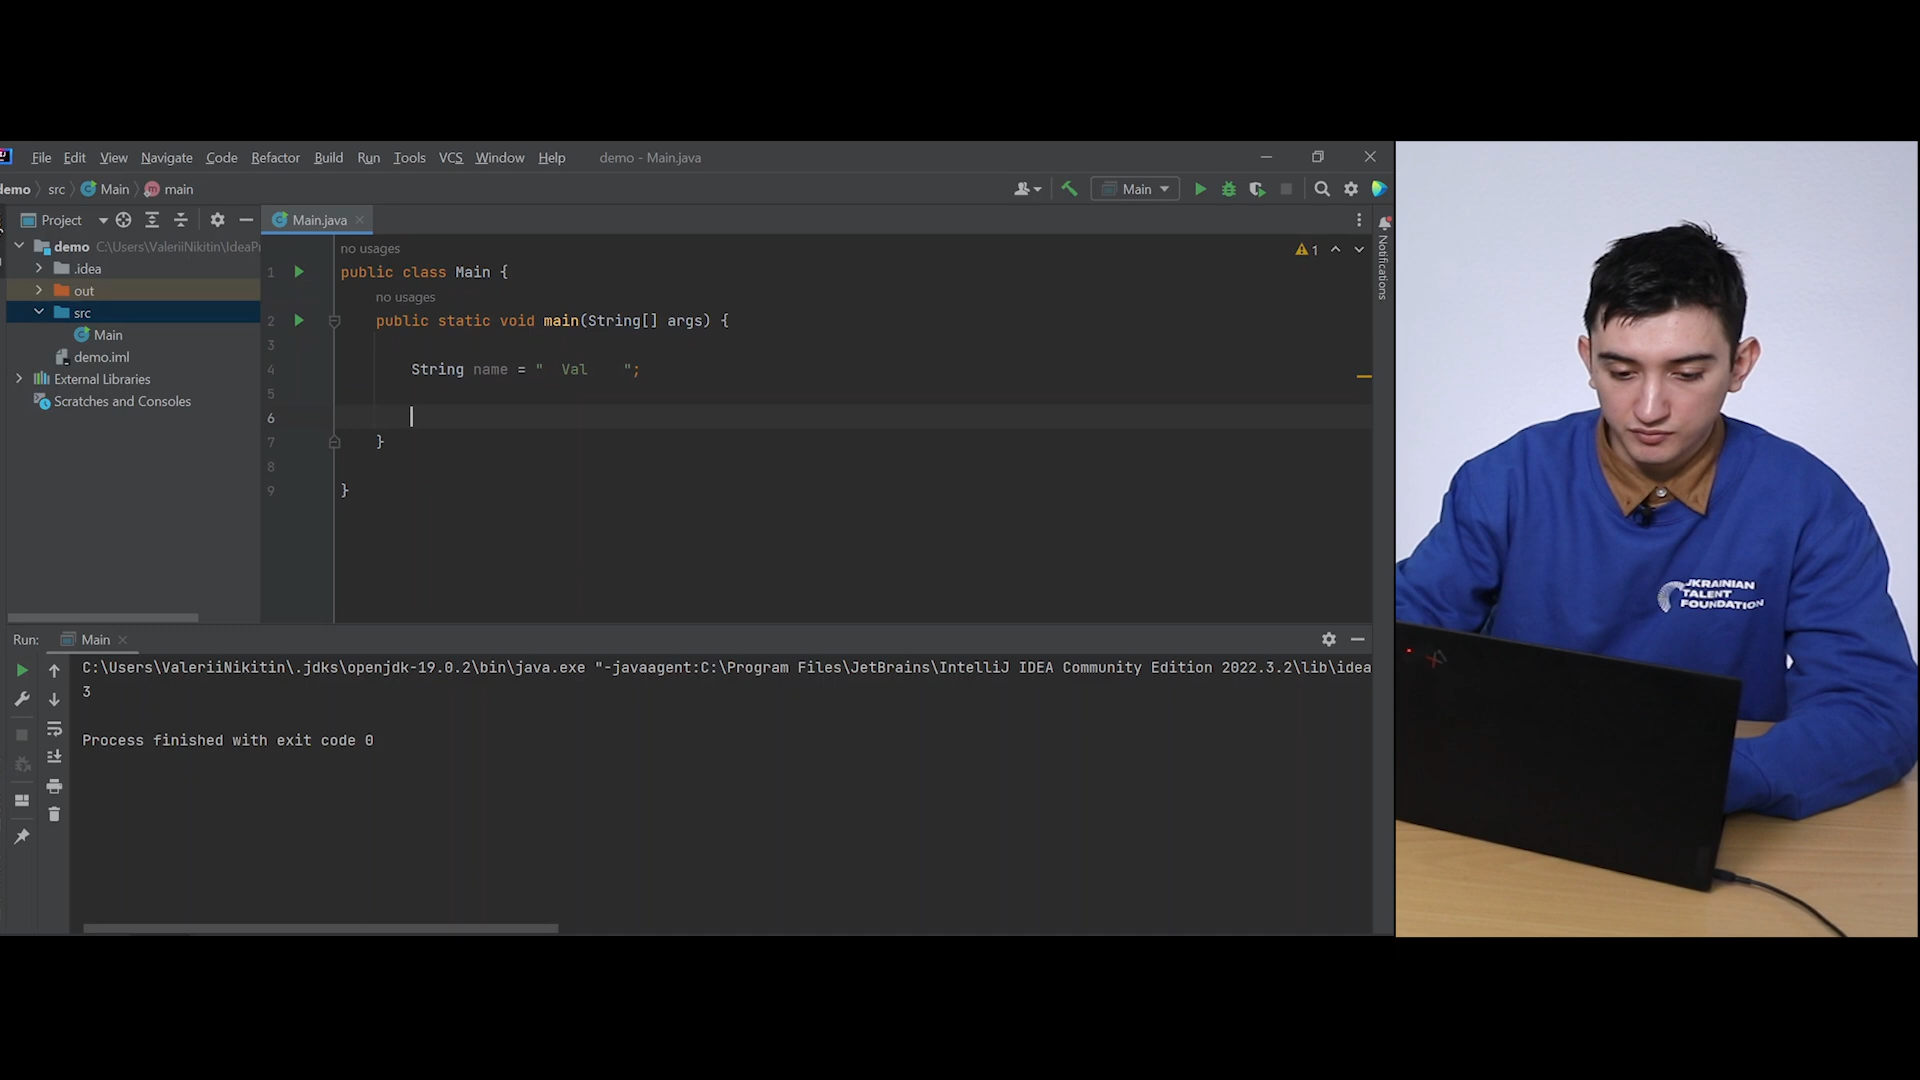 File Edit View Navigate Code Refactor Build Run Tools VCS Window Help demo - Main.java
demo src Main main
Main
Project
Main.java
demo C:\Users\ValeriiNikitin\IdeaPr
.idea
out
src
Main
demo.iml
External Libraries
Scratches and Consoles
no usages
1
1 public class Main {
no usages
2 public static void main(String[] args) {
3
4 String name = "  Val    ";
5
6
7 }
8
9 }
Notifications
Run: Main
C:\Users\ValeriiNikitin\.jdks\openjdk-19.0.2\bin\java.exe "-javaagent:C:\Program Files\JetBrains\IntelliJ IDEA Community Edition 2022.3.2\lib\idea
3
Process finished with exit code 0
UKRAINIAN
TALENT
FOUNDATION
X1